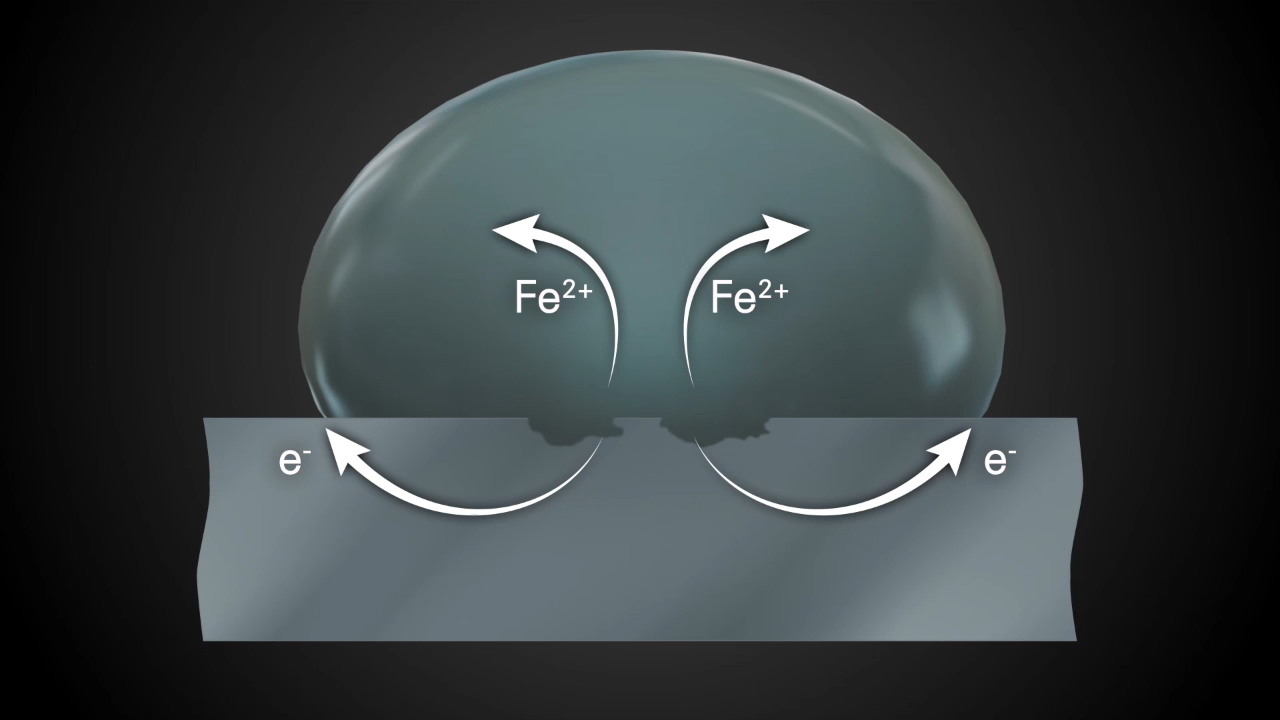 Fe²⁺ Fe²⁺
e⁻ e⁻